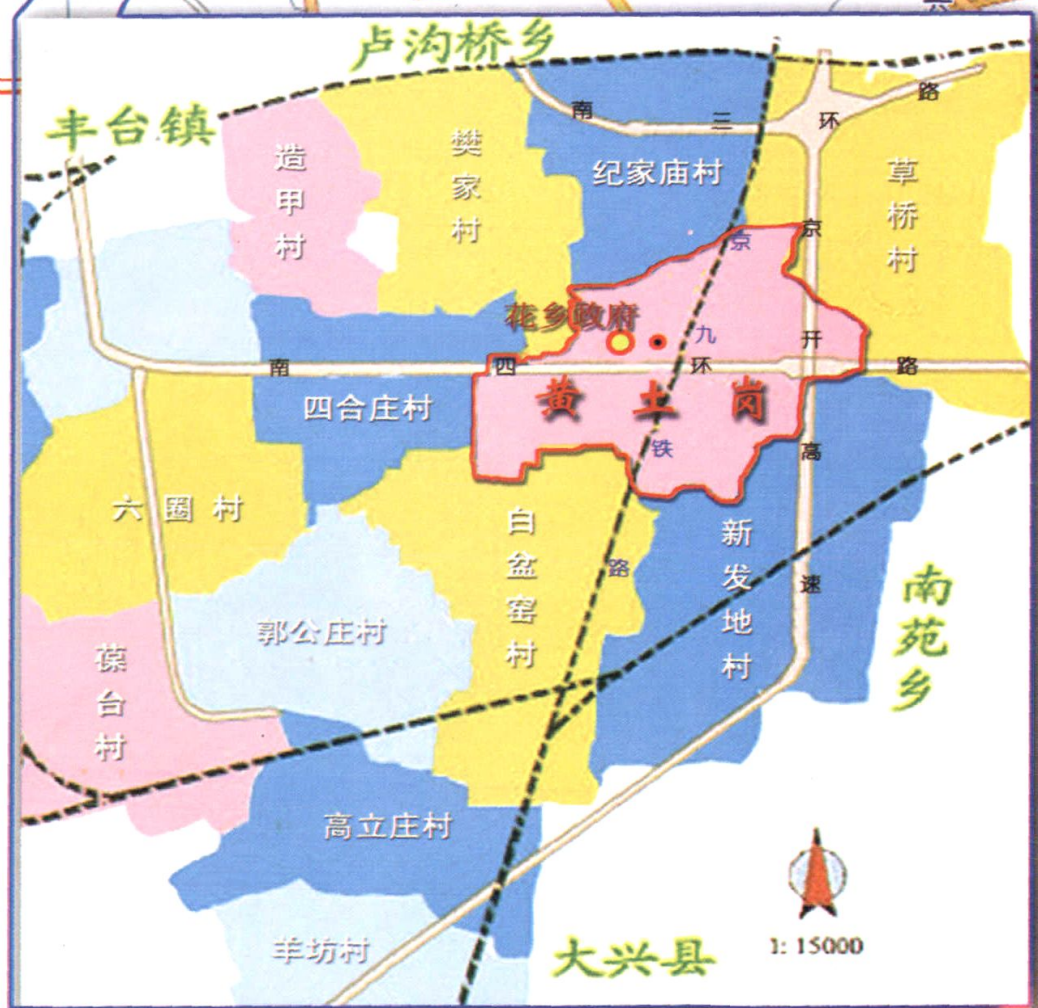 卢沟桥乡
丰台镇
南三环路
造甲村
樊家村
纪家庙村
草桥村
花乡政府
京九铁路
京开高速
南四环路
黄土岗
四合庄村
六圈村
白盆窑村
新发地村
郭公庄村
葆台村
南苑乡
高立庄村
羊坊村
大兴县
1: 15000